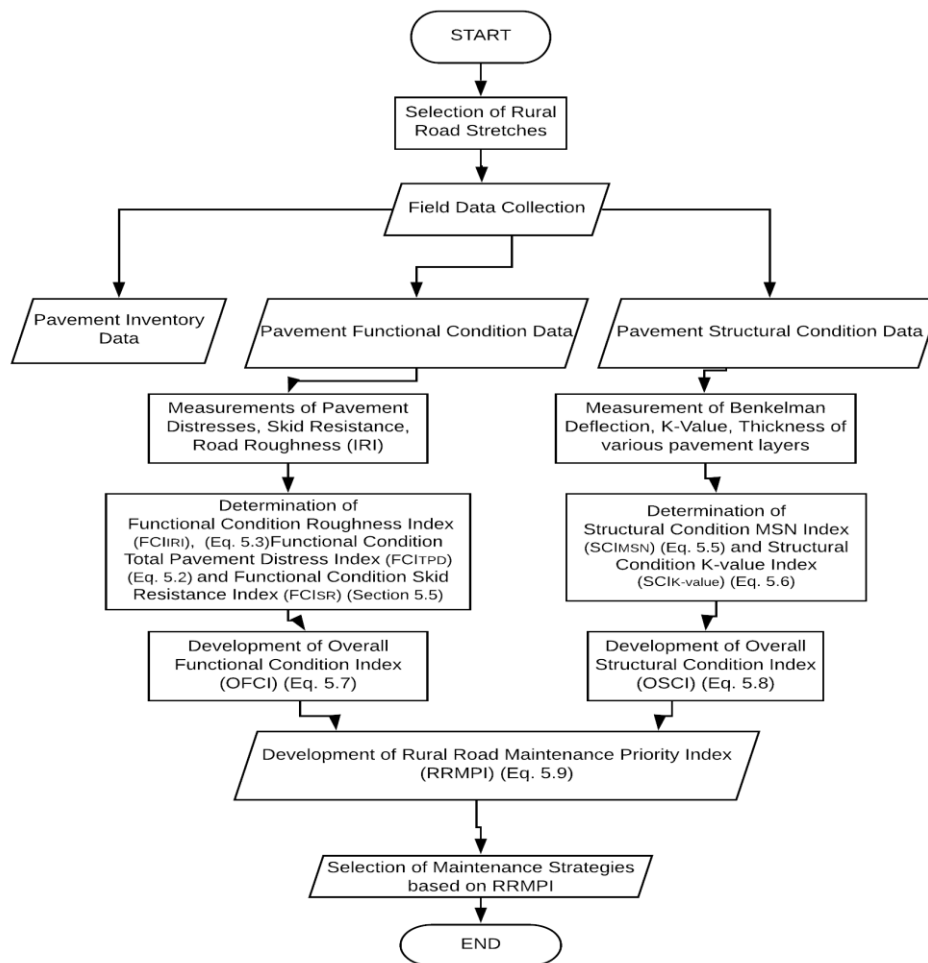 START
Selection of Rural
Road Stretches
Field Data Collection
Pavement Inventory
Data
Pavement Functional Condition Data
Pavement Structural Condition Data
Measurements of Pavement
Distresses, Skid Resistance,
Road Roughness (IRI)
Measurement of Benkelman
Deflection, K-Value, Thickness of
various pavement layers
Determination of
Functional Condition Roughness Index
(FCIIRI), (Eq. 5.3)Functional Condition
Total Pavement Distress Index (FCITPD)
(Eq. 5.2) and Functional Condition Skid
Resistance Index (FCISR) (Section 5.5)
Determination of
Structural Condition MSN Index
(SCIMSN) (Eq. 5.5) and Structural
Condition K-value Index
(SCIK-value) (Eq. 5.6)
Development of Overall
Functional Condition Index
(OFCI) (Eq. 5.7)
Development of Overall
Structural Condition Index
(OSCI) (Eq. 5.8)
Development of Rural Road Maintenance Priority Index
(RRMPI) (Eq. 5.9)
Selection of Maintenance Strategies
based on RRMPI
END